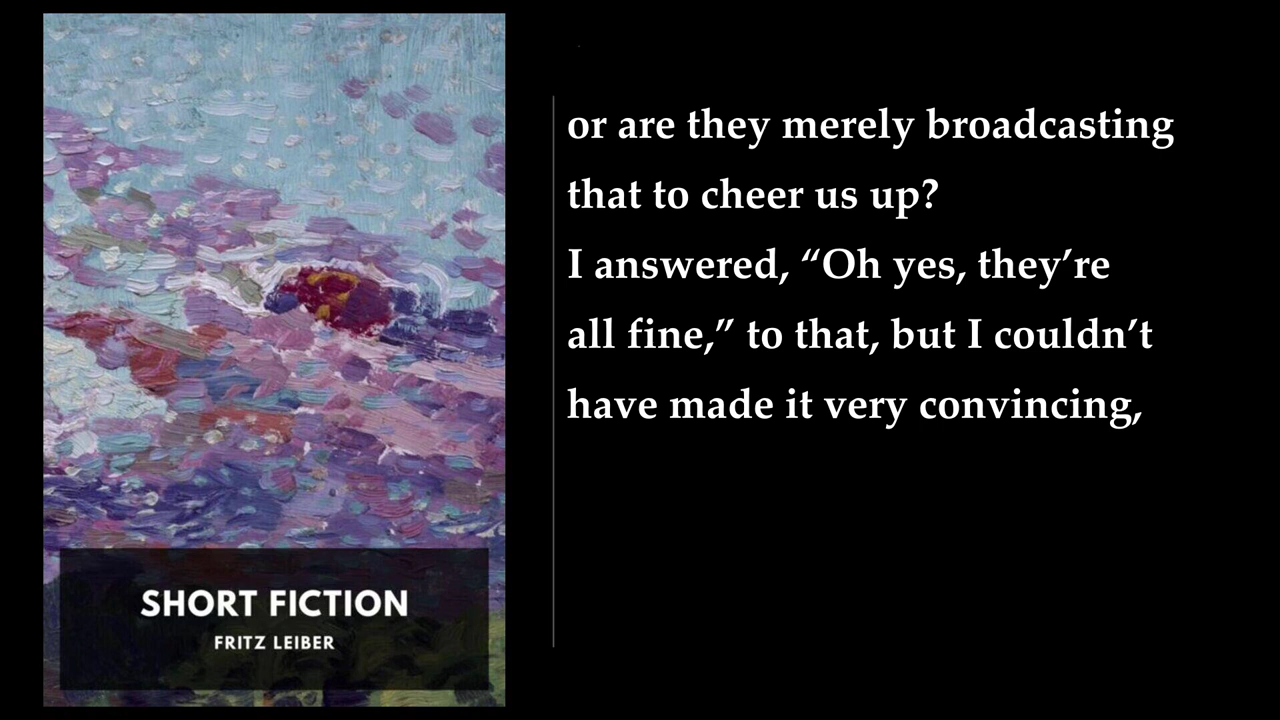 or are they merely broadcasting
that to cheer us up?
I answered, “Oh yes, they’re
all fine,” to that, but I couldn’t
have made it very convincing,
SHORT FICTION
FRITZ LEIBER